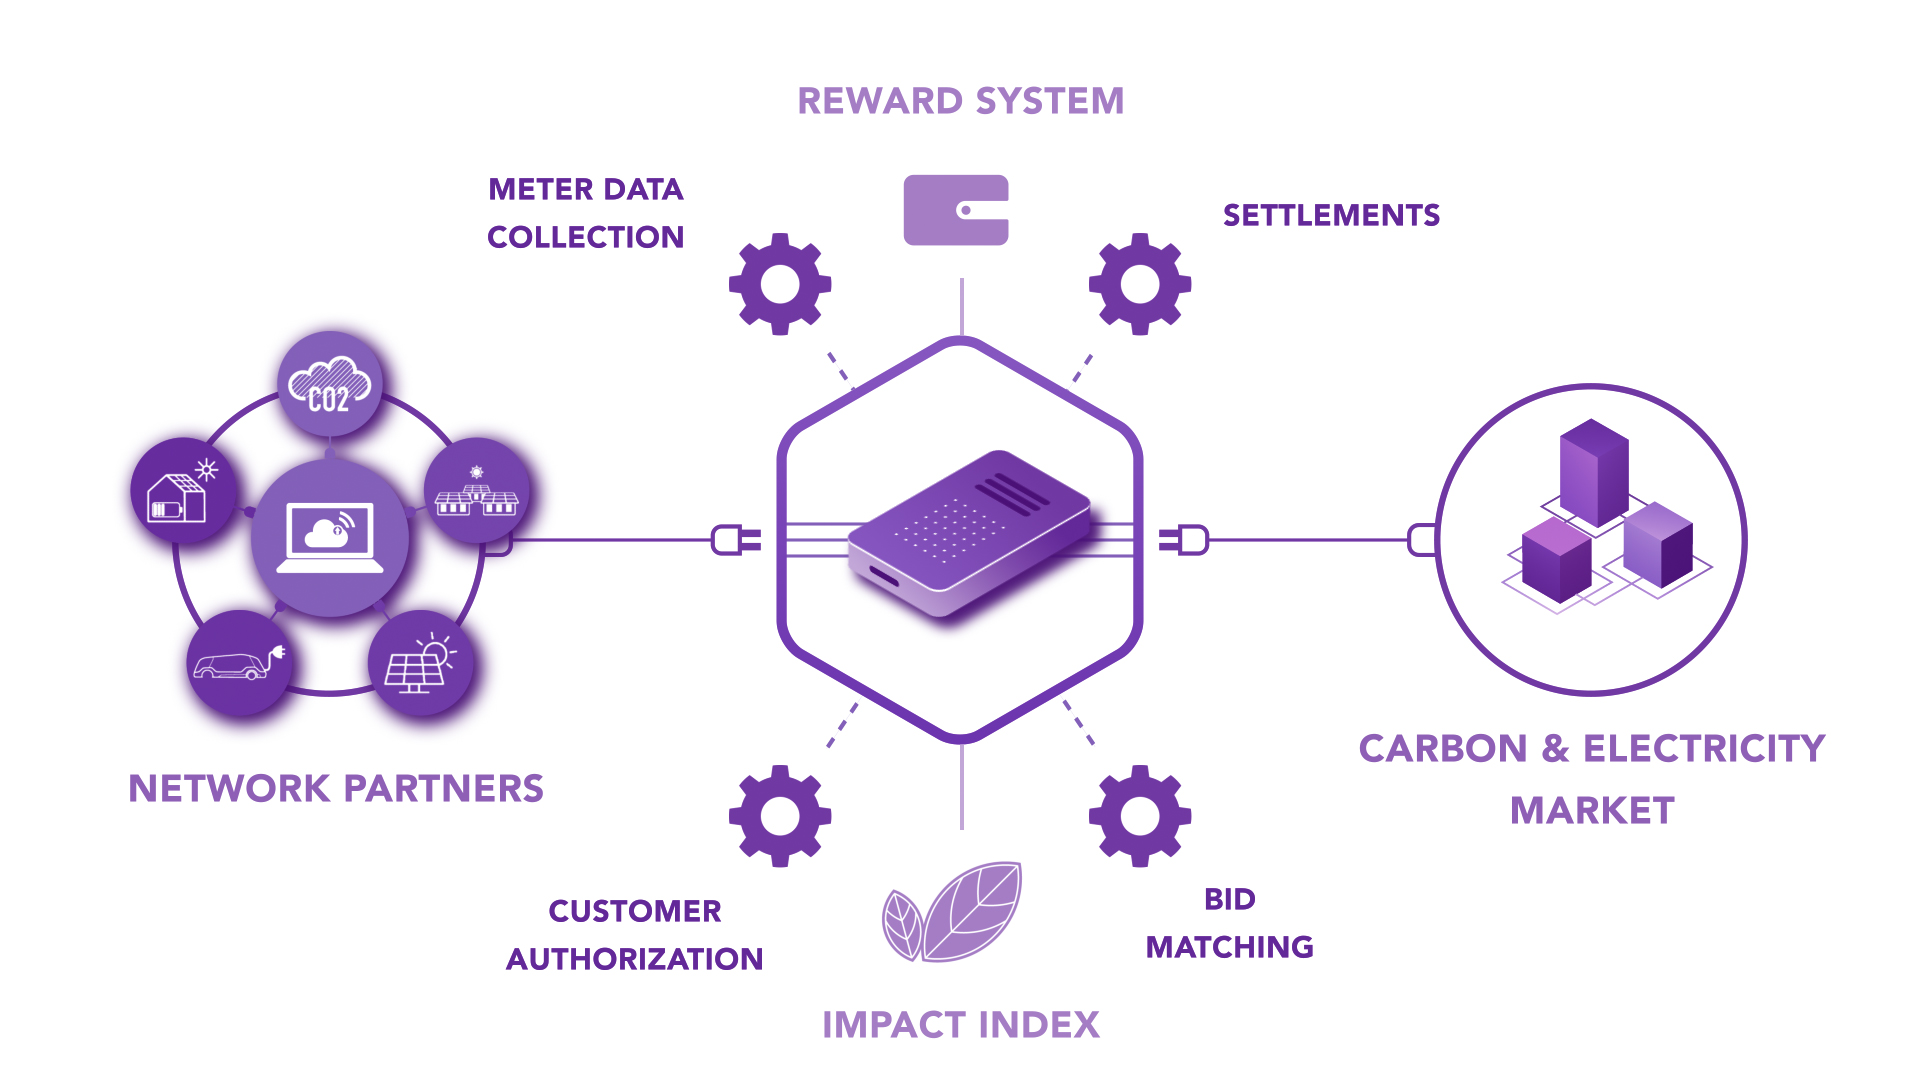 REWARD SYSTEM
METER DATA
COLLECTION
SETTLEMENTS
CO2
NETWORK PARTNERS
CARBON & ELECTRICITY
MARKET
CUSTOMER
AUTHORIZATION
BID
MATCHING
IMPACT INDEX